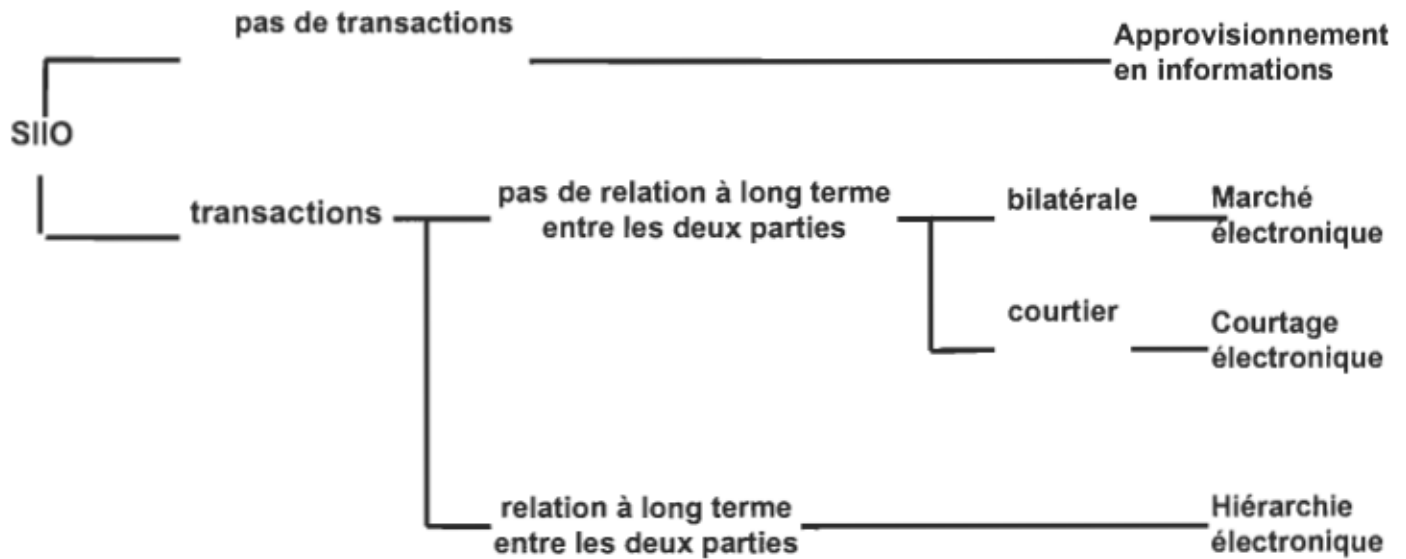 pas de transactions
Approvisionnement
en informations
SIIO
transactions
pas de relation à long terme
entre les deux parties
bilatérale
Marché
électronique
courtier
Courtage
électronique
relation à long terme
entre les deux parties
Hiérarchie
électronique